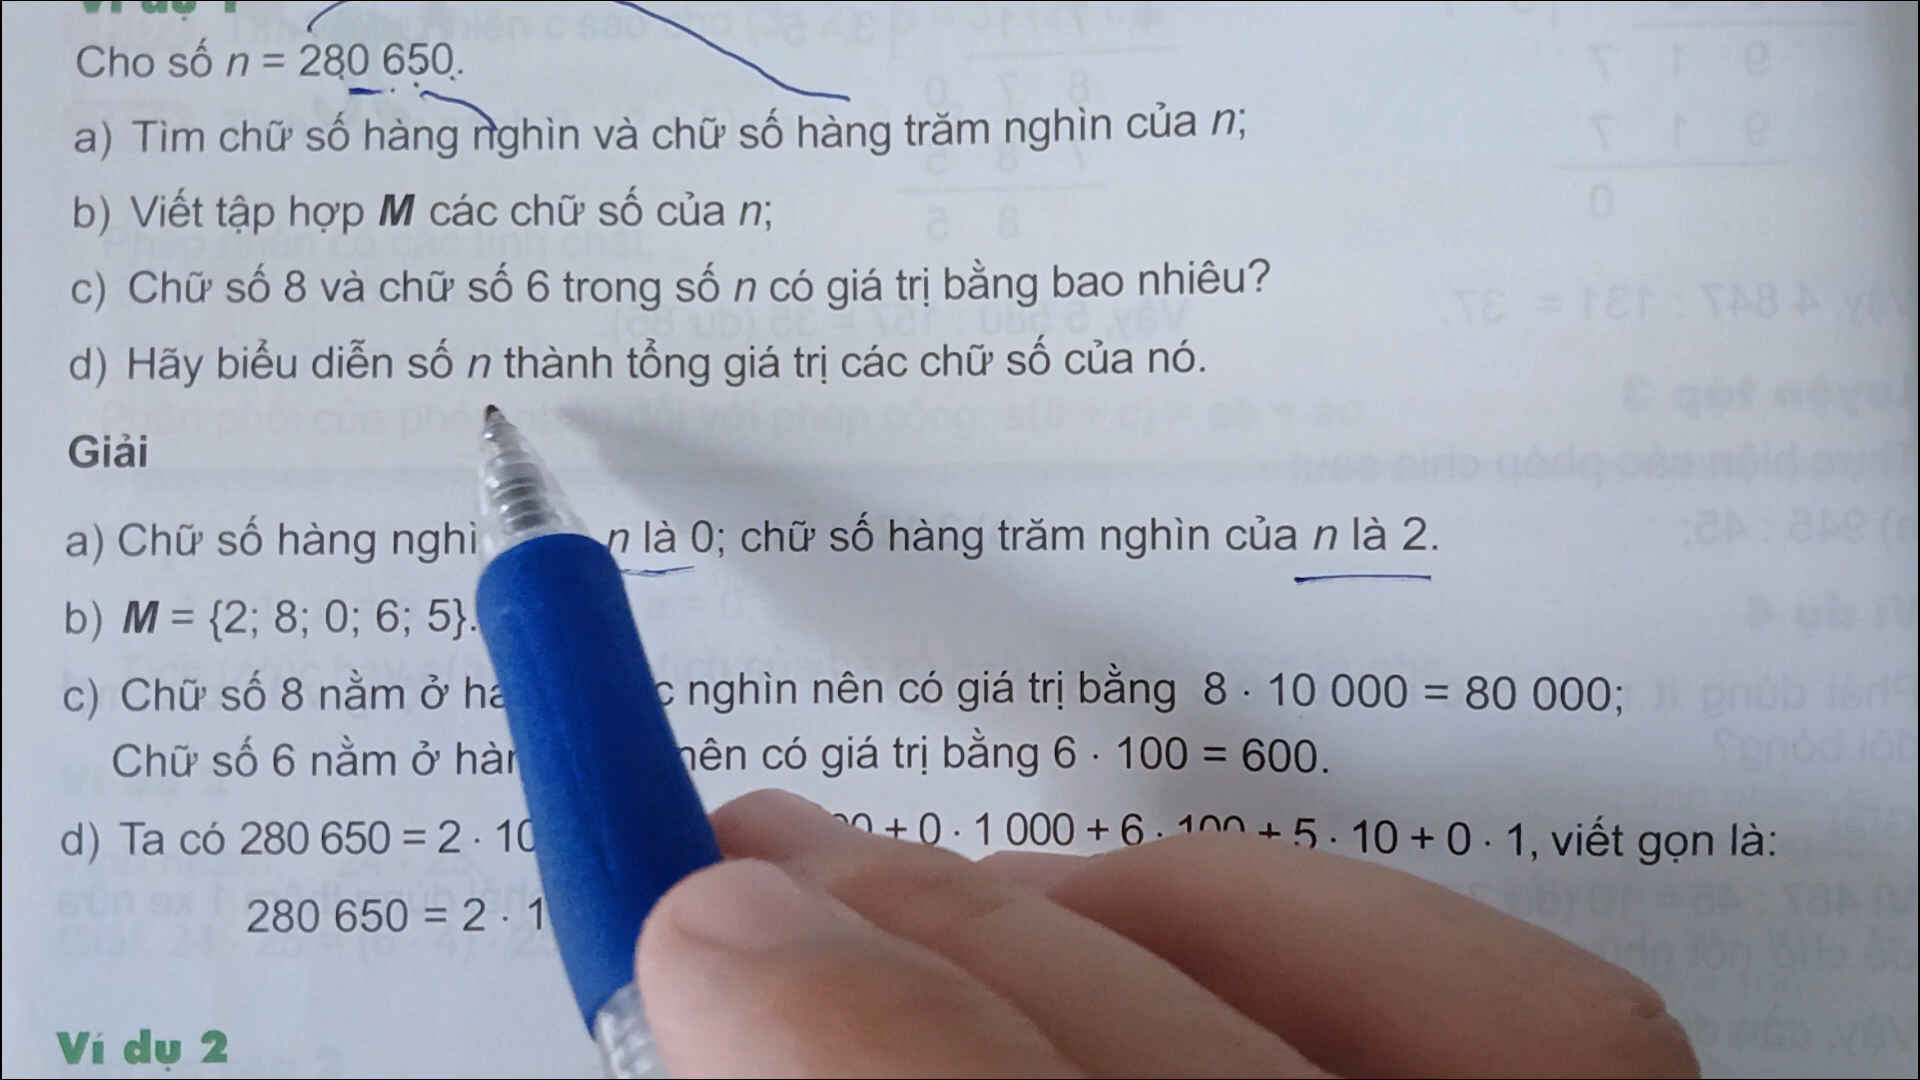 Ví dụ 1
Cho số n = 280 650.
a) Tìm chữ số hàng nghìn và chữ số hàng trăm nghìn của n;
b) Viết tập hợp M các chữ số của n;
c) Chữ số 8 và chữ số 6 trong số n có giá trị bằng bao nhiêu?
d) Hãy biểu diễn số n thành tổng giá trị các chữ số của nó.
Giải
a) Chữ số hàng nghì n là 0; chữ số hàng trăm nghìn của n là 2.
b) M = {2; 8; 0; 6; 5}.
c) Chữ số 8 nằm ở c nghìn nên có giá trị bằng 8 · 10 000 = 80 000;
Chữ số 6 nằm ở nên có giá trị bằng 6 · 100 = 600.
d) Ta có 280 650 = 2 · 10 + 0 · 1 000 + 6 · 100 + 5 · 10 + 0 · 1, viết gọn là:
280 650 = 2 · 1
Ví dụ 2